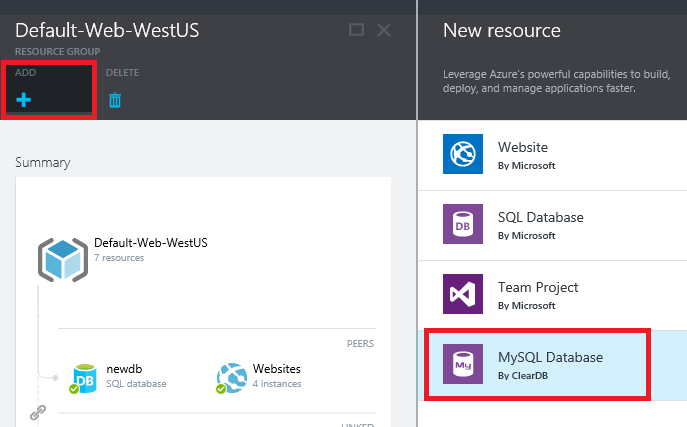 Default-Web-WestUS
RESOURCE GROUP
ADD
DELETE
Summary
Default-Web-WestUS
7 resources
PEERS
newdb
SQL database
Websites
4 instances
LINKED
New resource
Leverage Azure's powerful capabilities to build,
deploy, and manage applications faster.
Website
By Microsoft
DB
SQL Database
By Microsoft
Team Project
By Microsoft
My
MySQL Database
By ClearDB
DB